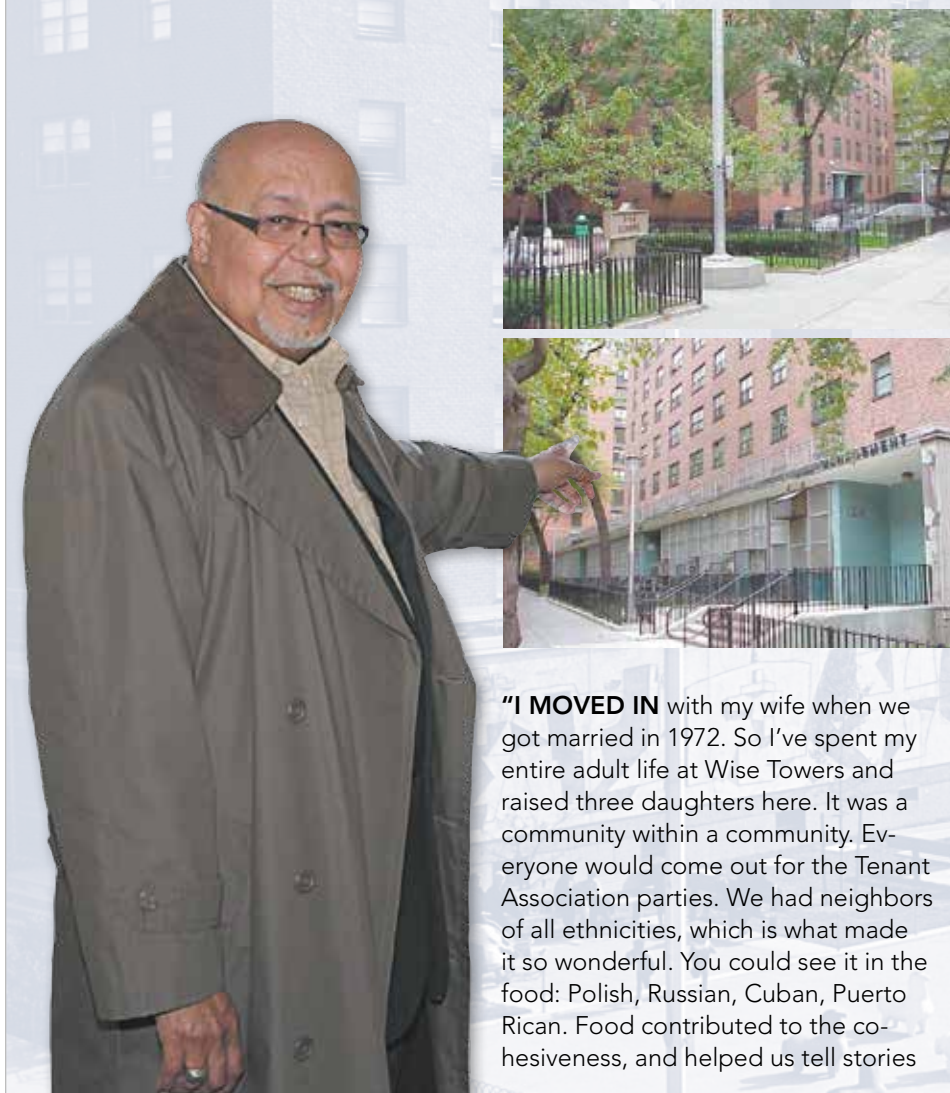 "I MOVED IN with my wife when we
got married in 1972. So I've spent my
entire adult life at Wise Towers and
raised three daughters here. It was a
community within a community. Ev-
eryone would come out for the Tenant
Association parties. We had neighbors
of all ethnicities, which is what made
it so wonderful. You could see it in the
food: Polish, Russian, Cuban, Puerto
Rican. Food contributed to the co-
hesiveness, and helped us tell stories